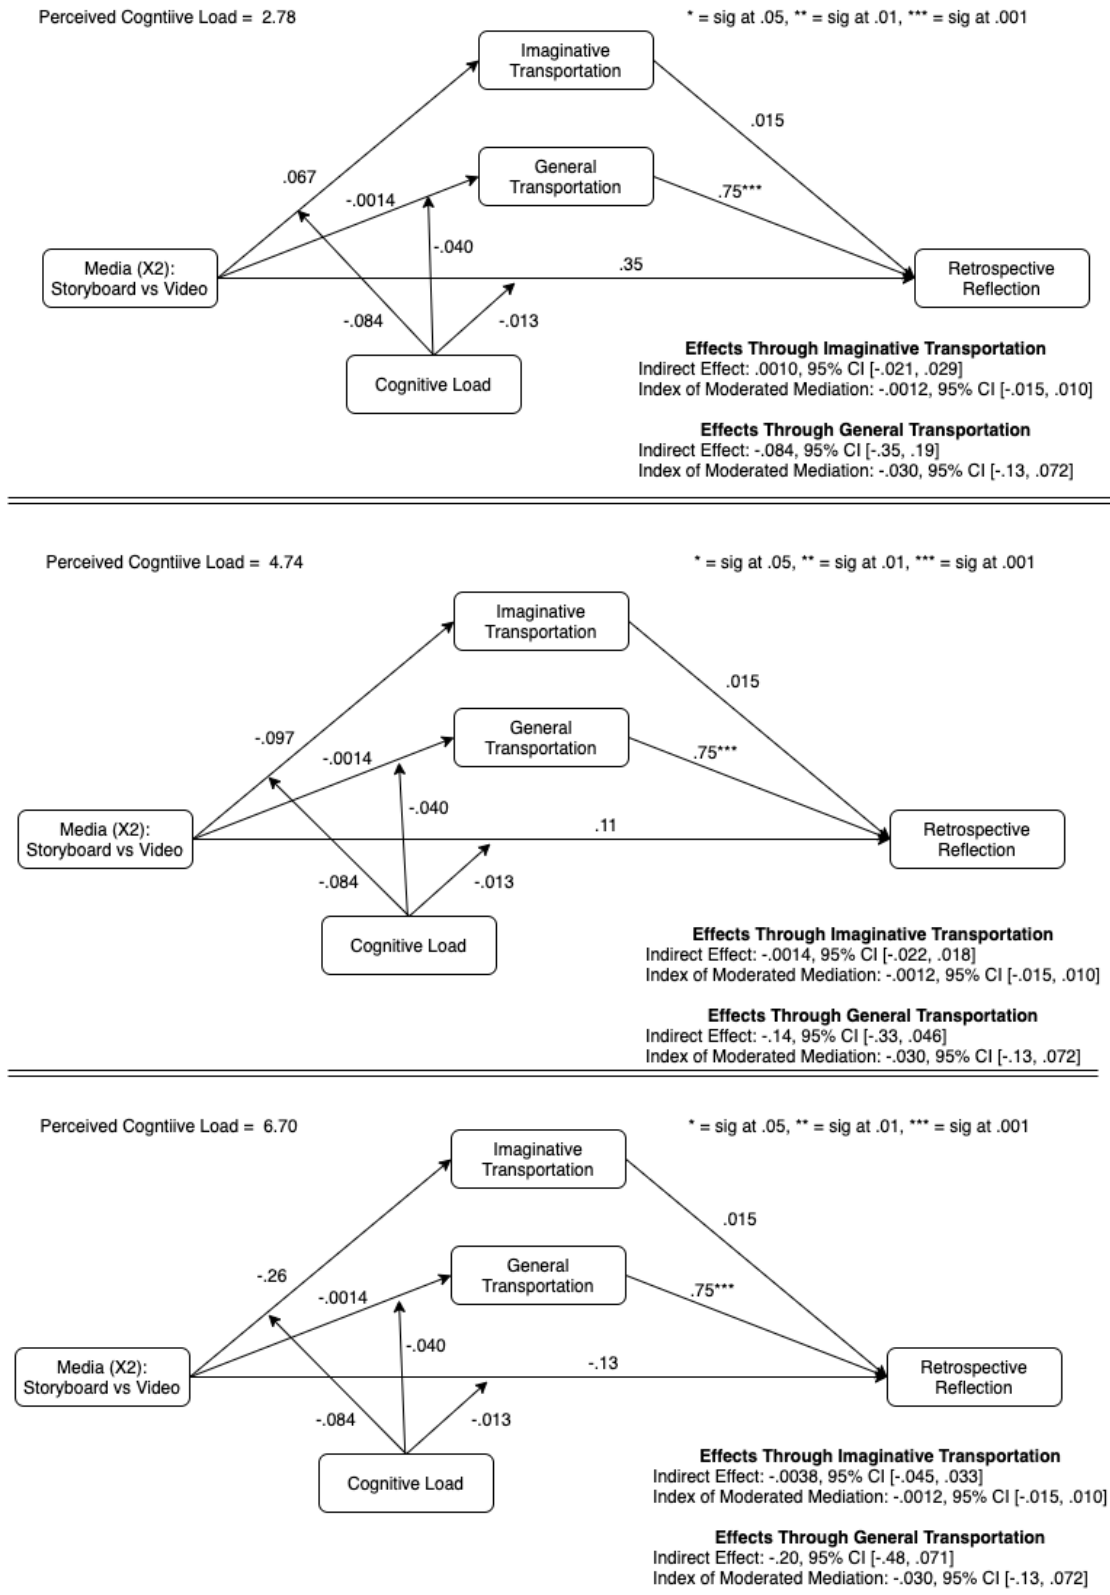 Perceived Cogntiive Load = 2.78
* = sig at .05, ** = sig at .01, *** = sig at .001
Imaginative
Transportation
.015
.067
General
Transportation
-.0014
.75***
-.040
Media (X2):
Storyboard vs Video
.35
Retrospective
Reflection
-.084
-.013
Cognitive Load
Effects Through Imaginative Transportation
Indirect Effect: .0010, 95% CI [-.021, .029]
Index of Moderated Mediation: -.0012, 95% CI [-.015, .010]
Effects Through General Transportation
Indirect Effect: -.084, 95% CI [-.35, .19]
Index of Moderated Mediation: -.030, 95% CI [-.13, .072]
Perceived Cogntiive Load = 4.74
* = sig at .05, ** = sig at .01, *** = sig at .001
Imaginative
Transportation
.015
-.097
General
Transportation
-.0014
.75***
-.040
Media (X2):
Storyboard vs Video
.11
Retrospective
Reflection
-.084
-.013
Cognitive Load
Effects Through Imaginative Transportation
Indirect Effect: -.0014, 95% CI [-.022, .018]
Index of Moderated Mediation: -.0012, 95% CI [-.015, .010]
Effects Through General Transportation
Indirect Effect: -.14, 95% CI [-.33, .046]
Index of Moderated Mediation: -.030, 95% CI [-.13, .072]
Perceived Cogntiive Load = 6.70
* = sig at .05, ** = sig at .01, *** = sig at .001
Imaginative
Transportation
.015
-.26
General
Transportation
-.0014
.75***
-.040
Media (X2):
Storyboard vs Video
-.13
Retrospective
Reflection
-.084
-.013
Cognitive Load
Effects Through Imaginative Transportation
Indirect Effect: -.0038, 95% CI [-.045, .033]
Index of Moderated Mediation: -.0012, 95% CI [-.015, .010]
Effects Through General Transportation
Indirect Effect: -.20, 95% CI [-.48, .071]
Index of Moderated Mediation: -.030, 95% CI [-.13, .072]